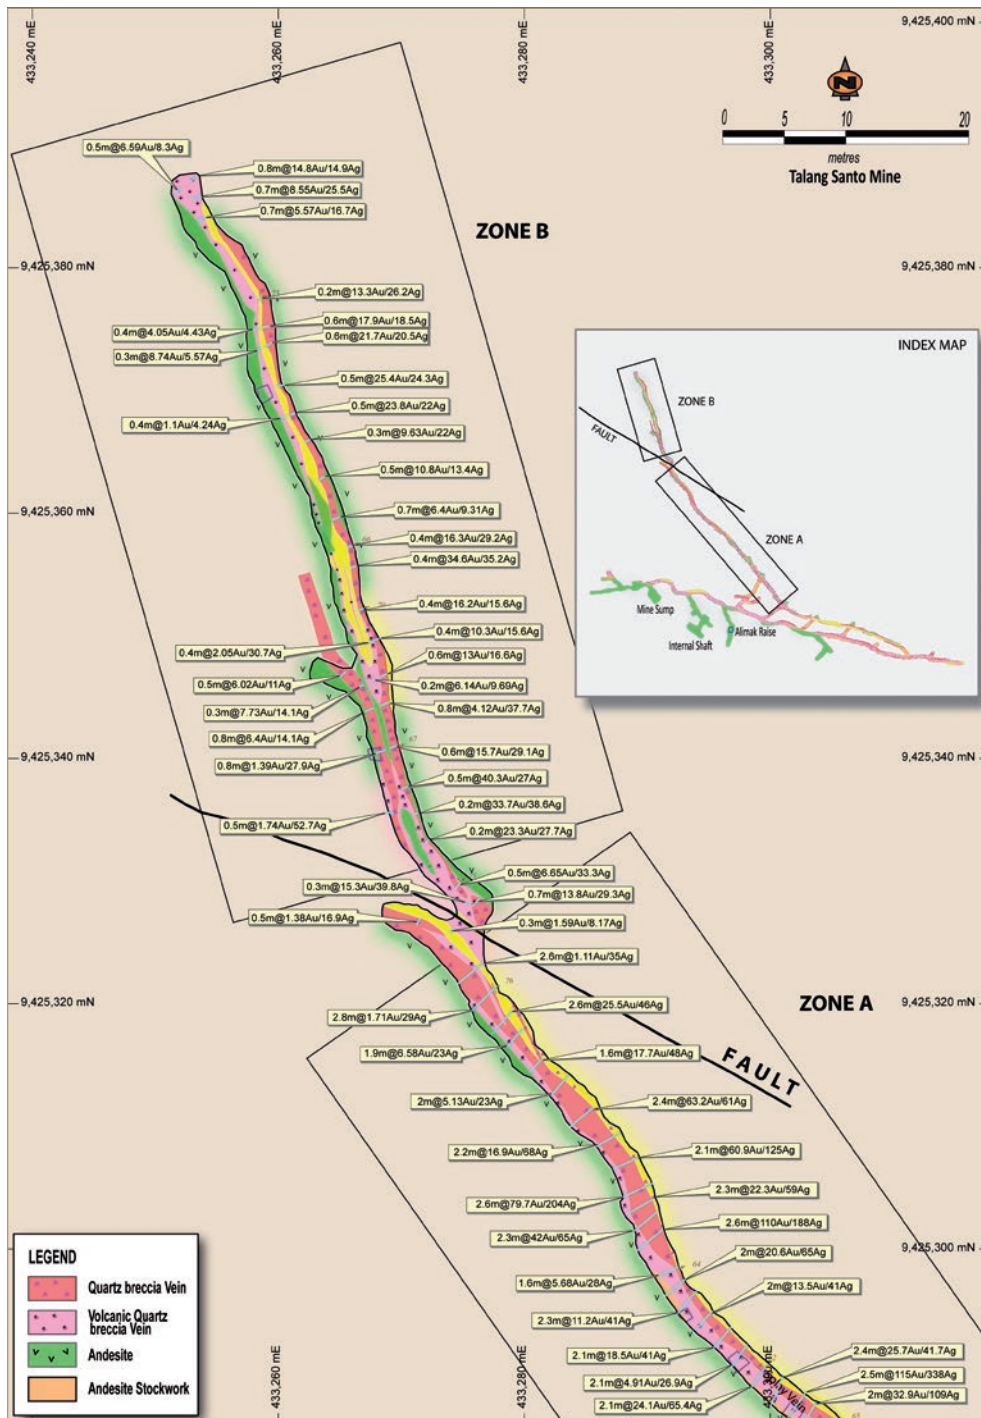 433,240 mE
433,260 mE
433,280 mE
433,300 mE
9,425,400 mN
N
0 5 10 20
metres
Talang Santo Mine
0.5m@6.59Au/8.3Ag
0.8m@14.8Au/14.9Ag
0.7m@8.55Au/25.5Ag
0.7m@5.57Au/16.7Ag
ZONE B
9,425,380 mN
9,425,380 mN
0.2m@13.3Au/26.2Ag
0.6m@17.9Au/18.5Ag
0.4m@4.05Au/4.43Ag
0.6m@21.7Au/20.5Ag
0.3m@8.74Au/5.57Ag
0.5m@25.4Au/24.3Ag
0.5m@23.8Au/22Ag
0.4m@1.1Au/4.24Ag
0.3m@9.63Au/22Ag
0.5m@10.8Au/13.4Ag
9,425,360 mN
0.7m@6.4Au/9.31Ag
0.4m@16.3Au/29.2Ag
0.4m@34.6Au/35.2Ag
0.4m@16.2Au/15.6Ag
0.4m@10.3Au/15.6Ag
0.4m@2.05Au/30.7Ag
0.6m@13Au/16.6Ag
0.5m@6.02Au/11Ag
0.2m@6.14Au/9.69Ag
0.3m@7.73Au/14.1Ag
0.8m@4.12Au/37.7Ag
0.8m@6.4Au/14.1Ag
67
0.6m@15.7Au/29.1Ag
0.8m@1.39Au/27.9Ag
9,425,340 mN
9,425,340 mN
0.5m@40.3Au/27Ag
0.2m@33.7Au/38.6Ag
0.5m@1.74Au/52.7Ag
0.2m@23.3Au/27.7Ag
0.5m@6.65Au/33.3Ag
0.3m@15.3Au/39.8Ag
0.7m@13.8Au/29.3Ag
0.5m@1.38Au/16.9Ag
0.3m@1.59Au/8.17Ag
2.6m@1.11Au/35Ag
76
9,425,320 mN
9,425,320 mN
ZONE A
2.6m@25.5Au/46Ag
2.8m@1.71Au/29Ag
1.9m@6.58Au/23Ag
1.6m@17.7Au/48Ag
FAULT
2m@5.13Au/23Ag
2.4m@63.2Au/61Ag
2.2m@16.9Au/68Ag
2.1m@60.9Au/125Ag
2.3m@22.3Au/59Ag
2.6m@79.7Au/204Ag
2.6m@110Au/188Ag
2.3m@42Au/65Ag
9,425,300 mN
2m@20.6Au/65Ag
64
1.6m@5.68Au/28Ag
2m@13.5Au/41Ag
2.3m@11.2Au/41Ag
2.1m@18.5Au/41Ag
2.4m@25.7Au/41.7Ag
2.5m@115Au/338Ag
2.1m@4.91Au/26.9Ag
2m@32.9Au/109Ag
2.1m@24.1Au/65.4Ag
433,260 mE
433,280 mE
433,300 mE
Vein
INDEX MAP
ZONE B
FAULT
ZONE A
Mine Sump
Internal Shaft
Alimak Raise
LEGEND
Quartz breccia Vein
Volcanic Quartz
breccia Vein
Andesite
Andesite Stockwork